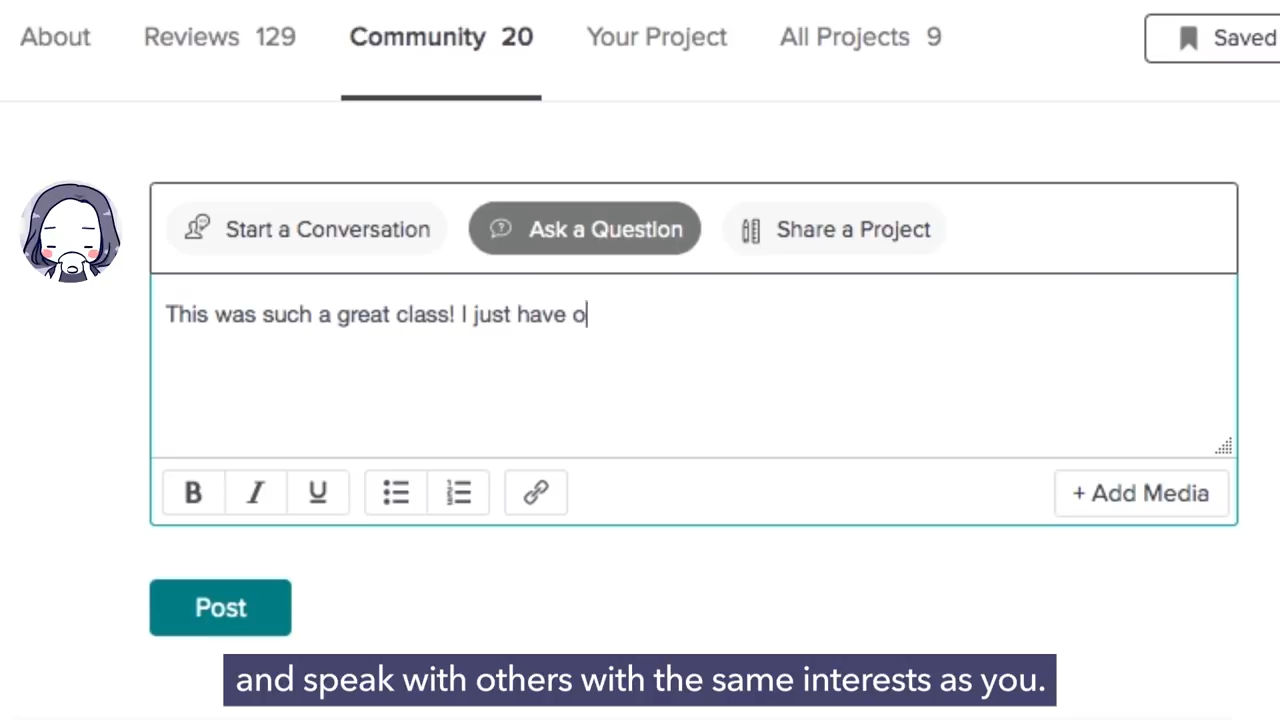 About Reviews 129 Community 20 Your Project All Projects 9 Saved
Start a Conversation Ask a Question Share a Project
This was such a great class! I just have o
B I U + Add Media
Post
and speak with others with the same interests as you.